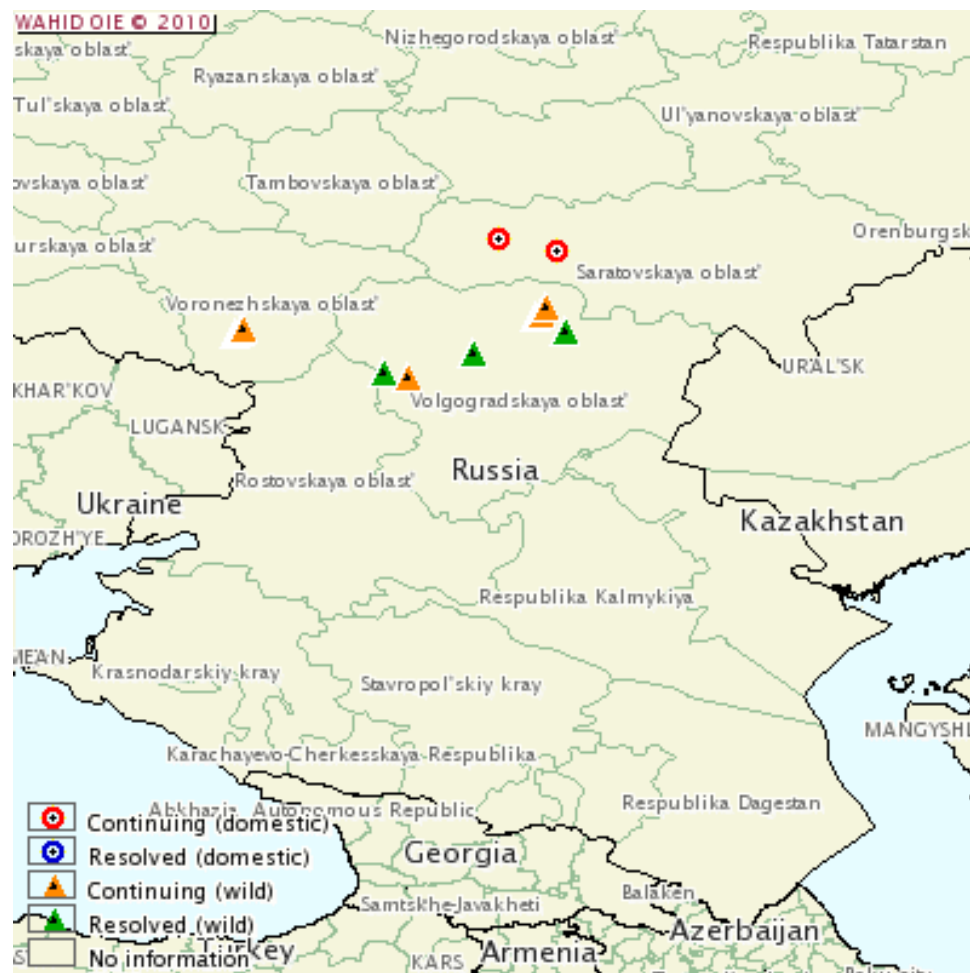 WAHID OIE © 2010
Nizhegorodskaya oblast'
Respublika Tatarstan
skaya oblast'
Ryazanskaya oblast'
Tul'skaya oblast'
Ul'yanovskaya oblast'
ovskaya oblast'
Tambovskaya oblast'
urskaya oblast'
Orenburgsk
Saratovskaya oblast'
Voronezhskaya oblast'
URAL'SK
KHAR'KOV
Volgogradskaya oblast'
LUGANSK
Russia
Rostovskaya oblast'
Ukraine
Kazakhstan
OROZH'YE
Respublika Kalmykiya
MEAN
Krasnodarskiy kray
Stavropol'skiy kray
MANGYSHL
Karachayevo-Cherkesskaya Respublika
Abkhazia Autonomous Republic
Respublika Dagestan
Continuing (domestic)
Resolved (domestic)
Georgia
Continuing (wild)
Balaken
Samtskhe-Javakheti
Resolved (wild)
Azerbaijan
Turkey
Armenia
No information
KARS